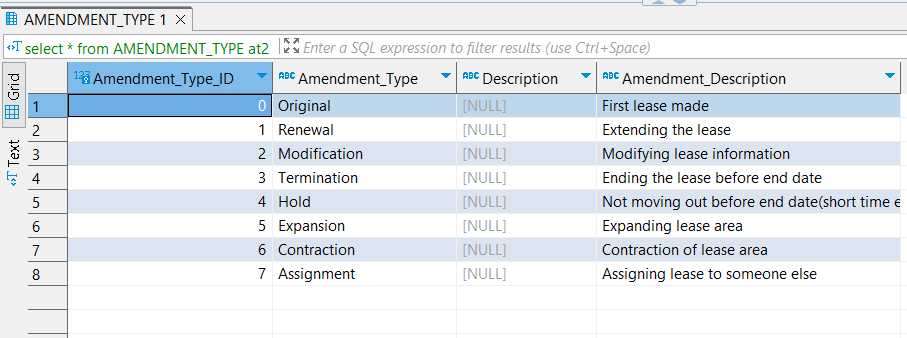 AMENDMENT_TYPE 1
select * from AMENDMENT_TYPE at2 Enter a SQL expression to filter results (use Ctrl+Space)
Grid
Text
123 Amendment_Type_ID ABC Amendment_Type ABC Description ABC Amendment_Description
1 0 Original [NULL] First lease made
2 1 Renewal [NULL] Extending the lease
3 2 Modification [NULL] Modifying lease information
4 3 Termination [NULL] Ending the lease before end date
5 4 Hold [NULL] Not moving out before end date(short time e
6 5 Expansion [NULL] Expanding lease area
7 6 Contraction [NULL] Contraction of lease area
8 7 Assignment [NULL] Assigning lease to someone else